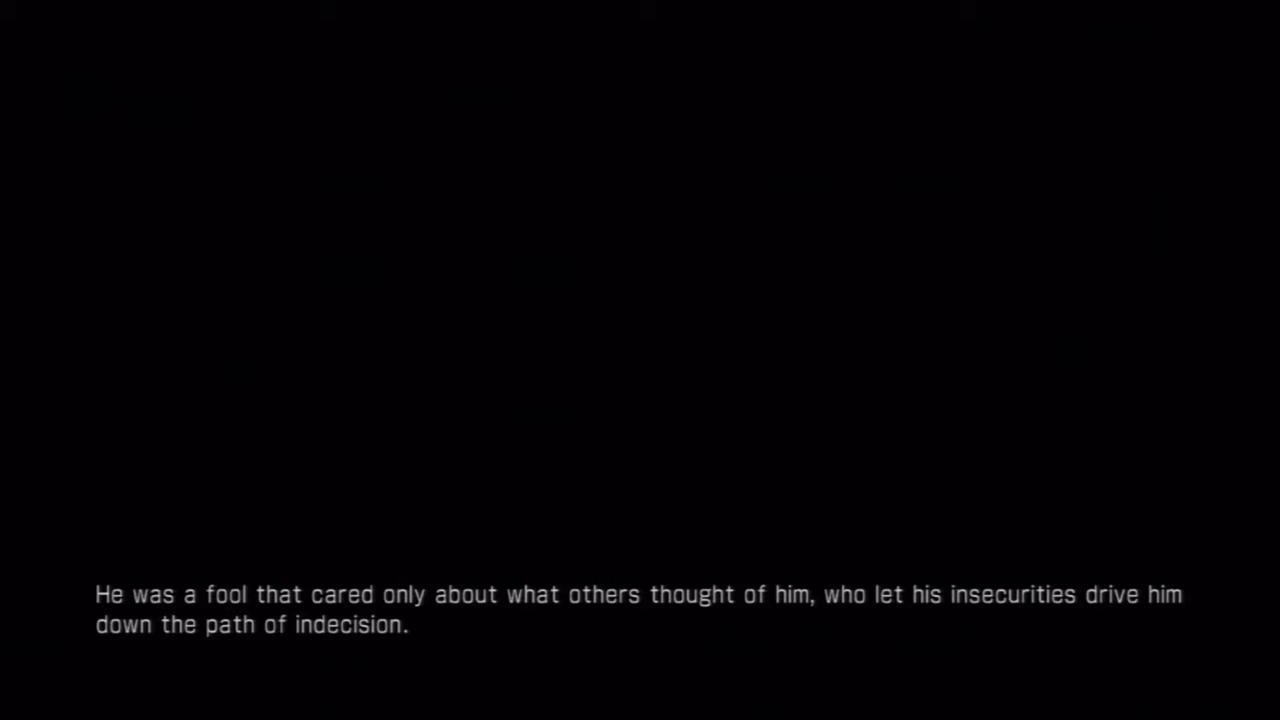 He was a fool that cared only about what others thought of him, who let his insecurities drive him
down the path of indecision.